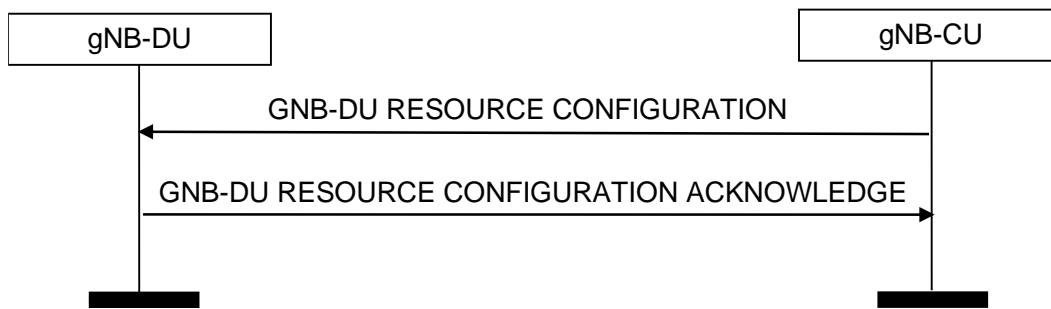 gNB-DU
gNB-CU
GNB-DU RESOURCE CONFIGURATION
GNB-DU RESOURCE CONFIGURATION ACKNOWLEDGE